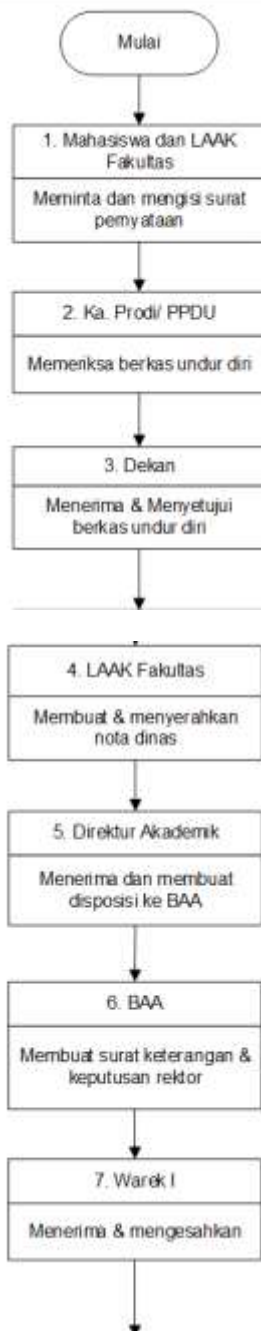 Mulai
1. Mahasiswa dan LAAK
Fakultas
Meminta dan mengisi surat
pernyataan
2. Ka. Prodi/ PPDU
Memeriksa berkas undur diri
3. Dekan
Menerima & Menyetujui
berkas undur diri
4. LAAK Fakultas
Membuat & menyerahkan
nota dinas
5. Direktur Akademik
Menerima dan membuat
disposisi ke BAA
6. BAA
Membuat surat keterangan &
keputusan rektor
7. Warek I
Menerima & mengesahkan